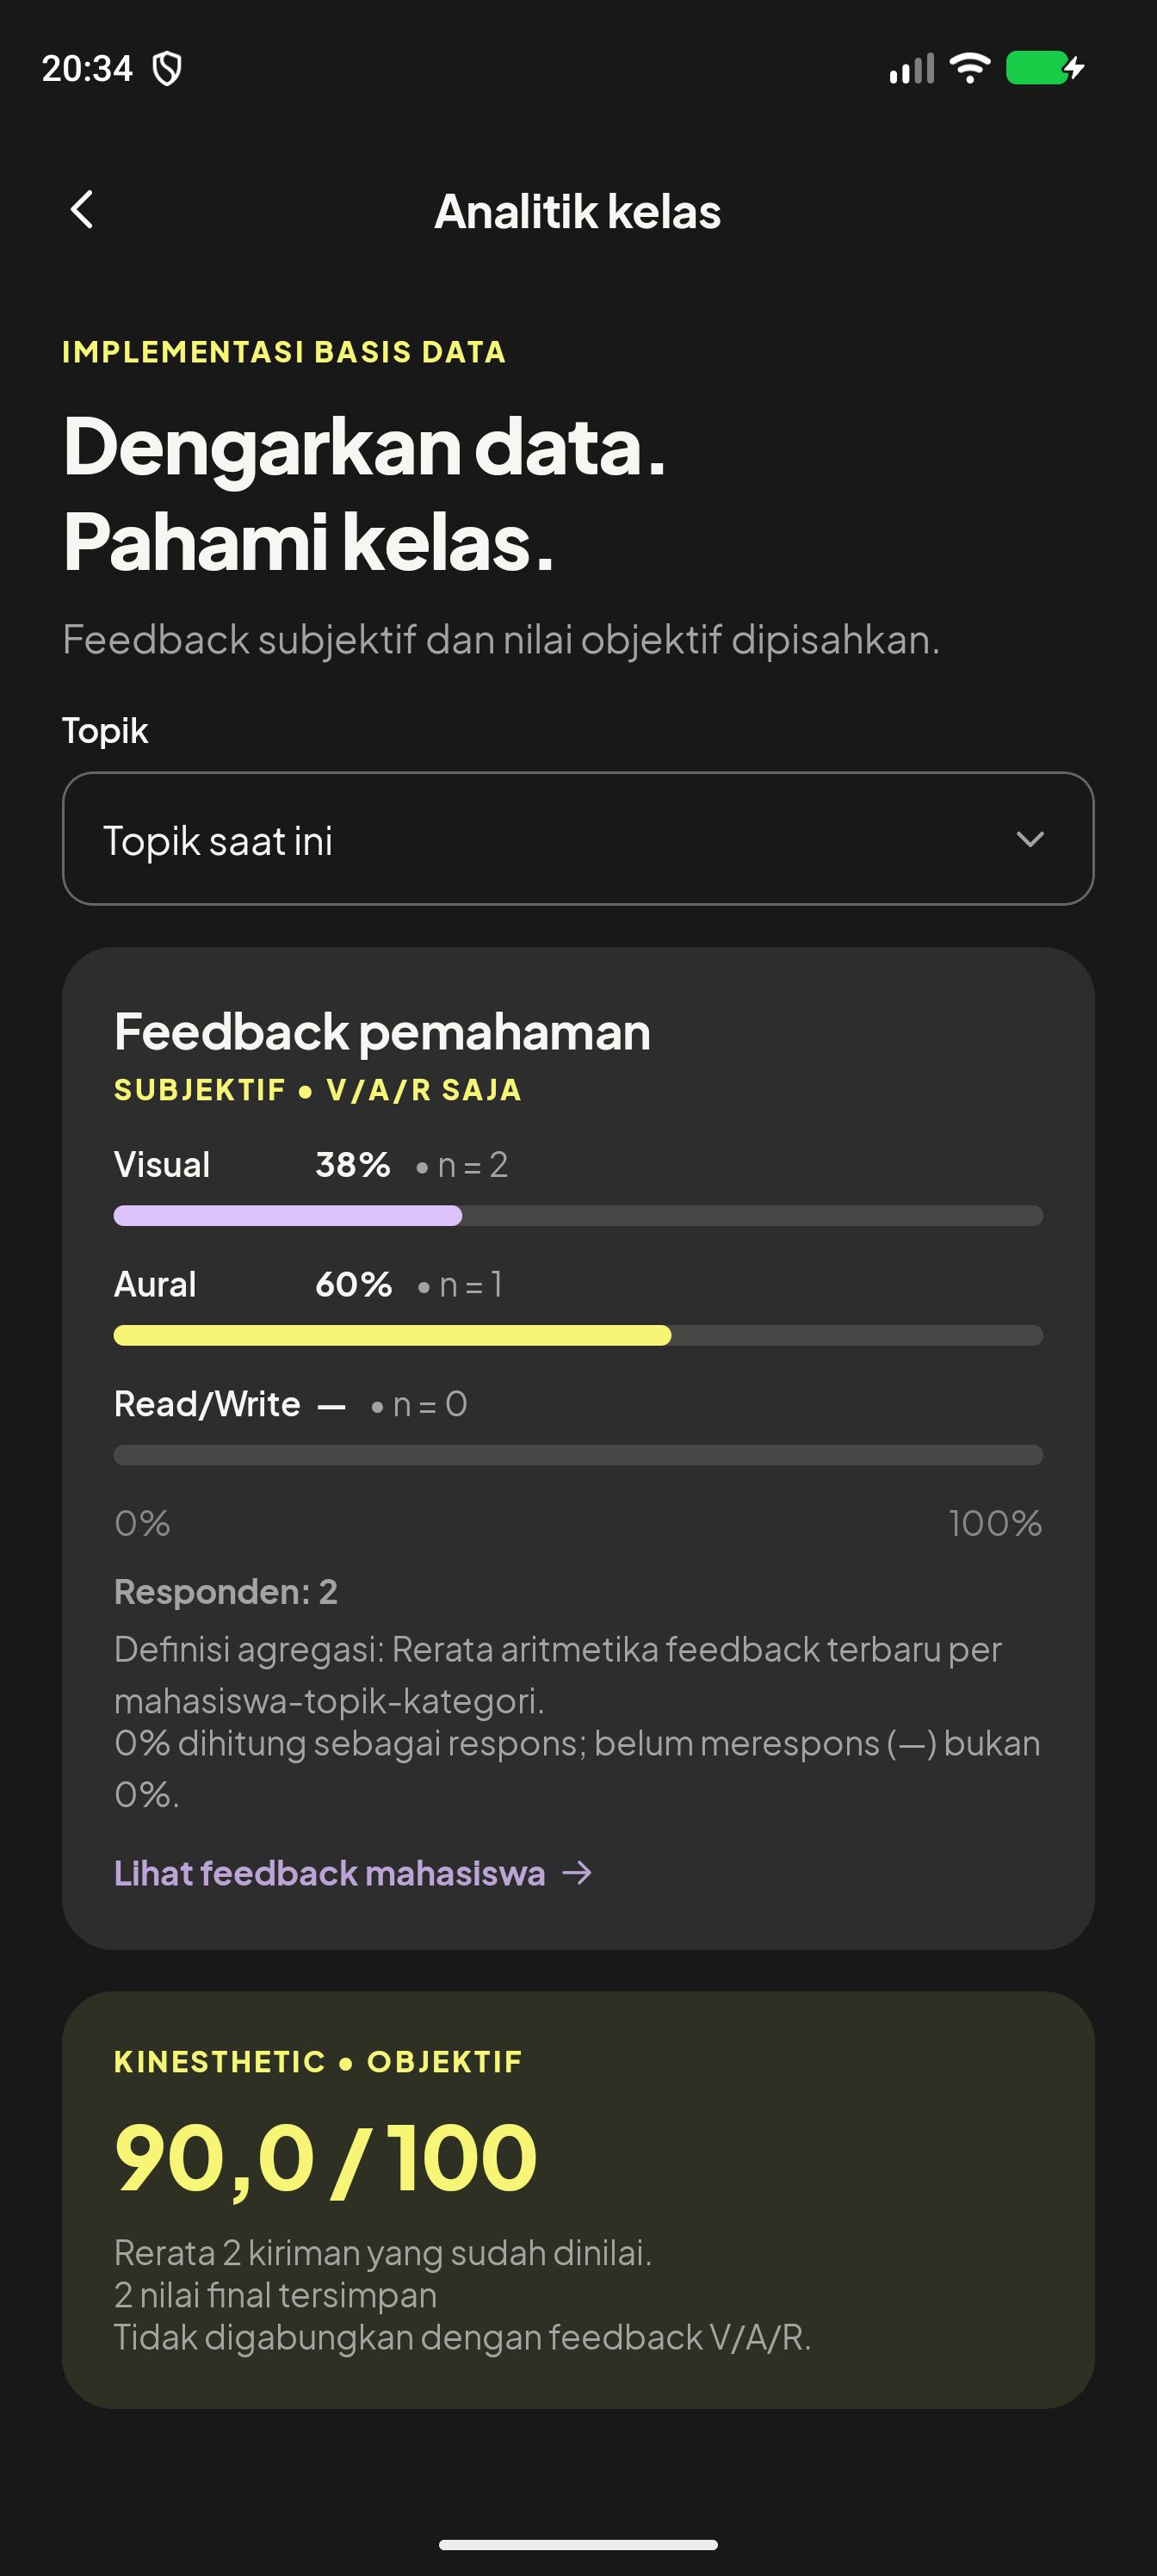 20:34
Analitik kelas
IMPLEMENTASI BASIS DATA
Dengarkan data.
Pahami kelas.
Feedback subjektif dan nilai objektif dipisahkan.
Topik
Topik saat ini
Feedback pemahaman
SUBJEKTIF • V/A/R SAJA
Visual 38% • n = 2
Aural 60% • n = 1
Read/Write — • n = 0
0% 100%
Responden: 2
Definisi agregasi: Rerata aritmetika feedback terbaru per
mahasiswa-topik-kategori.
0% dihitung sebagai respons; belum merespons (—) bukan
0%.
Lihat feedback mahasiswa →
KINESTHETIC • OBJEKTIF
90,0 / 100
Rerata 2 kiriman yang sudah dinilai.
2 nilai final tersimpan
Tidak digabungkan dengan feedback V/A/R.